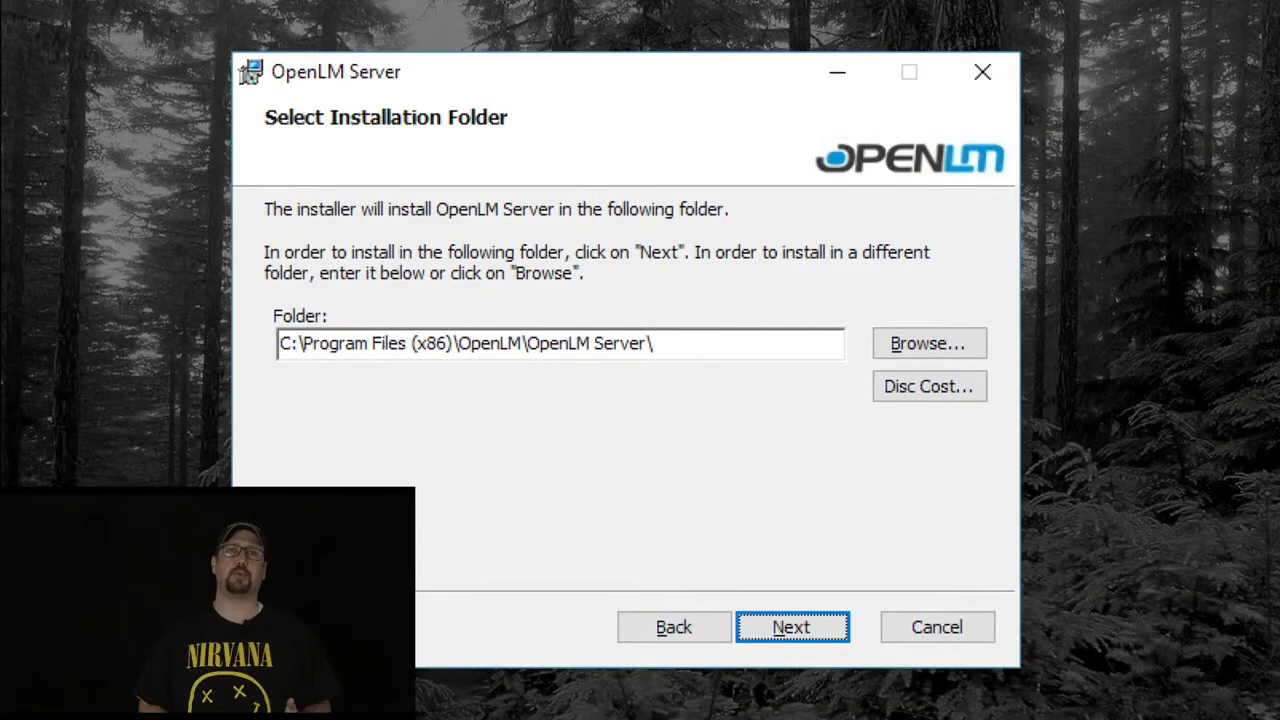 OpenLM Server
Select Installation Folder
OPENLM
The installer will install OpenLM Server in the following folder.
In order to install in the following folder, click on "Next". In order to install in a different
folder, enter it below or click on "Browse".
Folder:
C:\Program Files (x86)\OpenLM\OpenLM Server\
Browse...
Disc Cost...
Back
Next
Cancel
NIRVANA